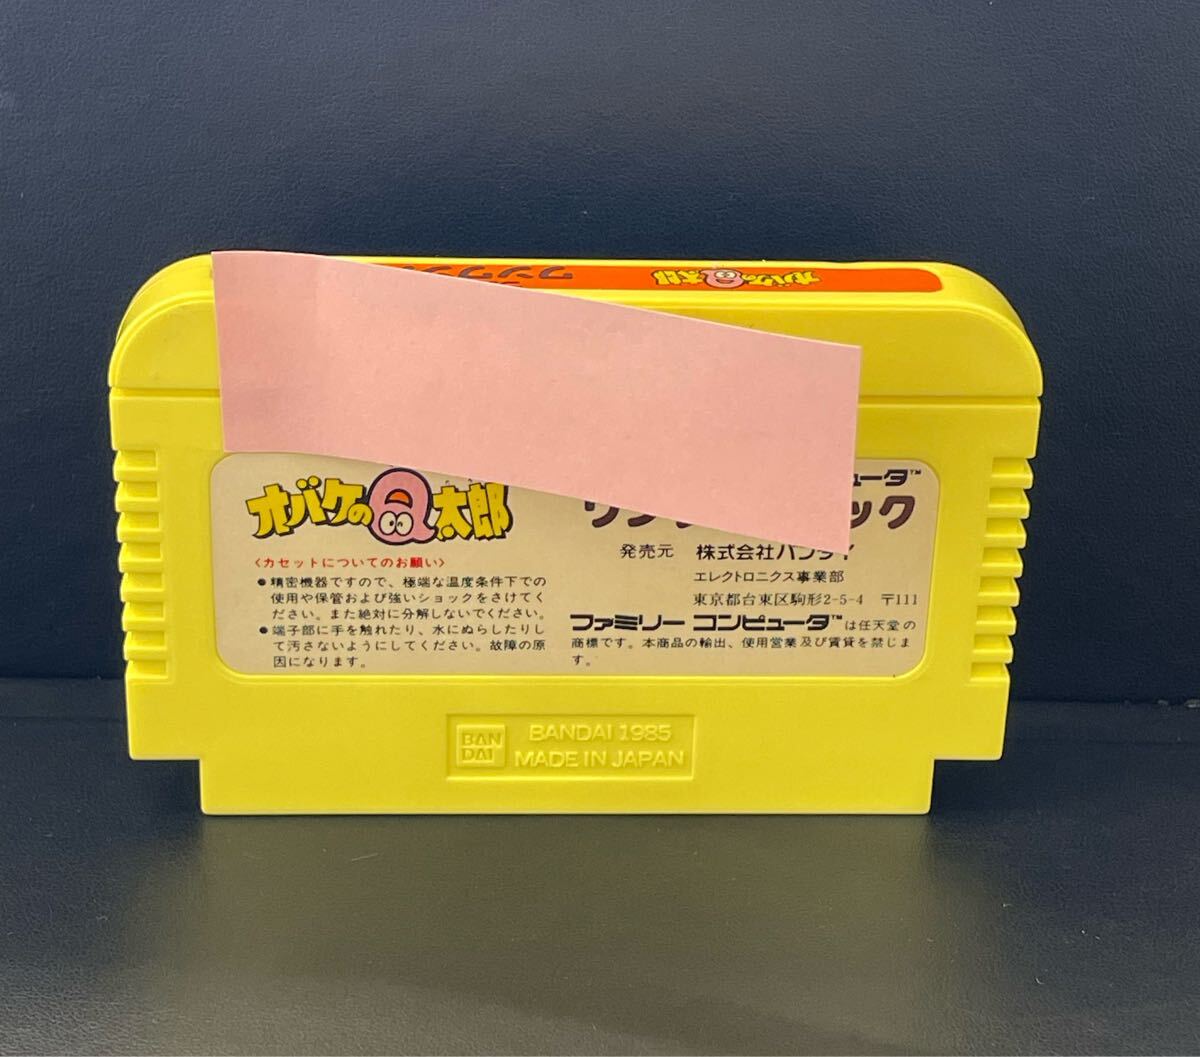 オバケのQ太郎
オバケのQ太郎
ュータ™
ック
発売元 株式会社バンダイ
<カセットについてのお願い>
●精密機器ですので、極端な温度条件下での
使用や保管および強いショックをさけてく
ださい。また絶対に分解しないでください。
●端子部に手を触れたり、水にぬらしたりし
て汚さないようにしてください。故障の原
因になります。
エレクトロニクス事業部
東京都台東区駒形2-5-4 〒111
ファミリー コンピュータ™は任天堂の
商標です。本商品の輸出、使用営業及び賃貸を禁じま
す。
BAN
DAI
BANDAI 1985
MADE IN JAPAN